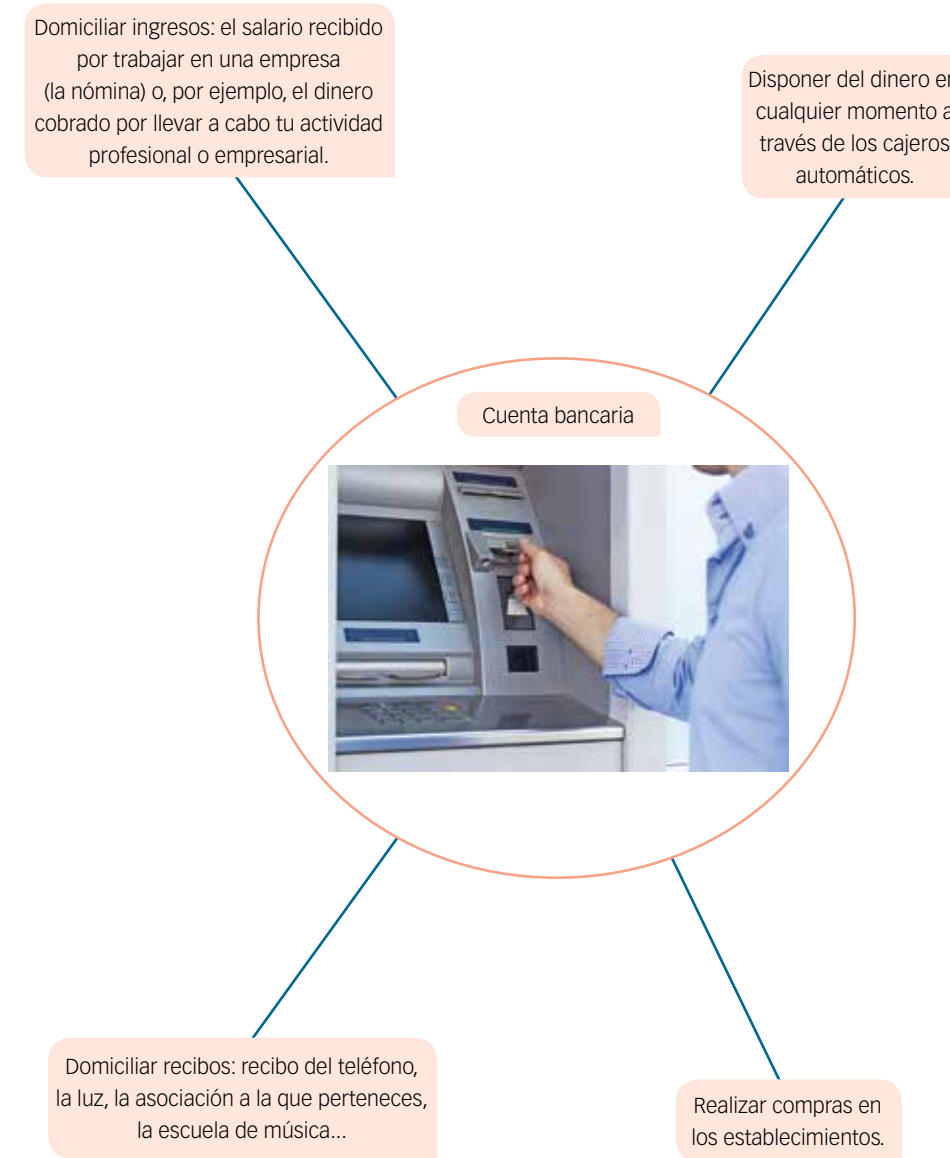 Domiciliar ingresos: el salario recibido
por trabajar en una empresa
(la nómina) o, por ejemplo, el dinero
cobrado por llevar a cabo tu actividad
profesional o empresarial.
Disponer del dinero en
cualquier momento a
través de los cajeros
automáticos.
Cuenta bancaria
Domiciliar recibos: recibo del teléfono,
la luz, la asociación a la que perteneces,
la escuela de música...
Realizar compras en
los establecimientos.